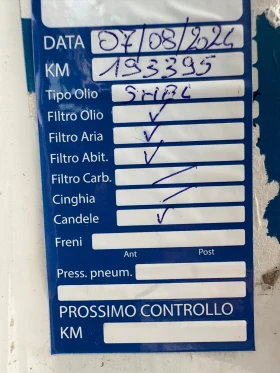 DATA 07/08/2024
KM 193395
Tipo Olio
FIltro Olio ✓
Filtro Aria ✓
Filtro Abit. ✓
Filtro Carb. /
Cinghia /
Candele ✓
Freni
Ant Post
Press. pneum.
PROSSIMO CONTROLLO
KM